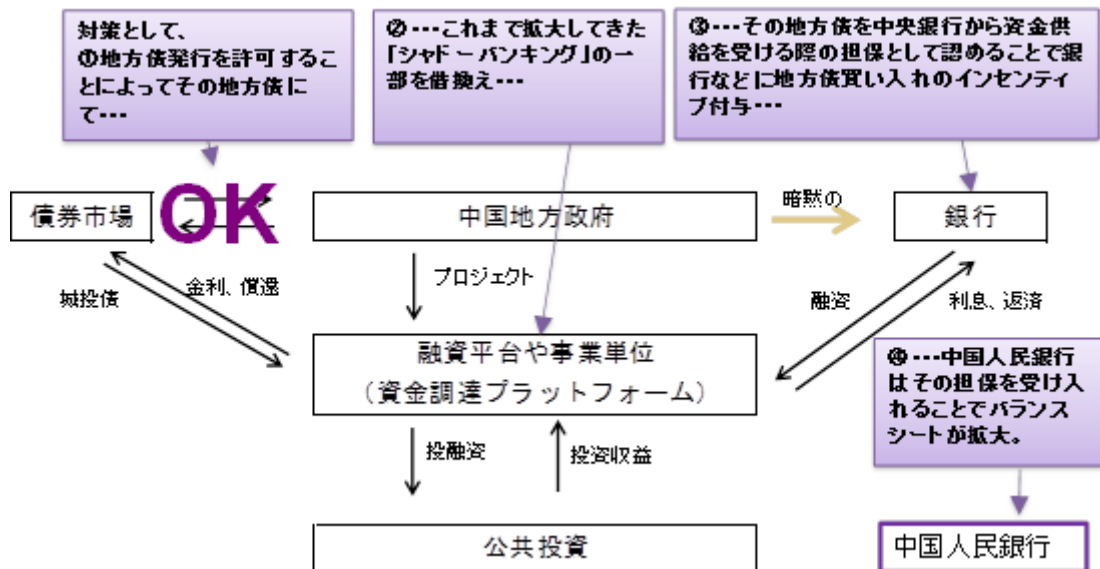 対策として、
①地方債発行を許可するこ
とによってその地方債に
て・・・
②・・・これまで拡大してきた
「シャドーバンキング」の一
部を借換え・・・
③・・・その地方債を中央銀行から資金供
給を受ける際の担保として認めることで銀
行などに地方債買い入れのインセンティブ
付与・・・
債券市場
OK
中国地方政府
暗黙の
銀行
城投債
金利、償還
プロジェクト
融資
利息、返済
融資平台や事業単位
（資金調達プラットフォーム）
④・・・中国人民銀行
はその担保を受け入
れることでバランス
シートが拡大。
投融資
投資収益
公共投資
中国人民銀行